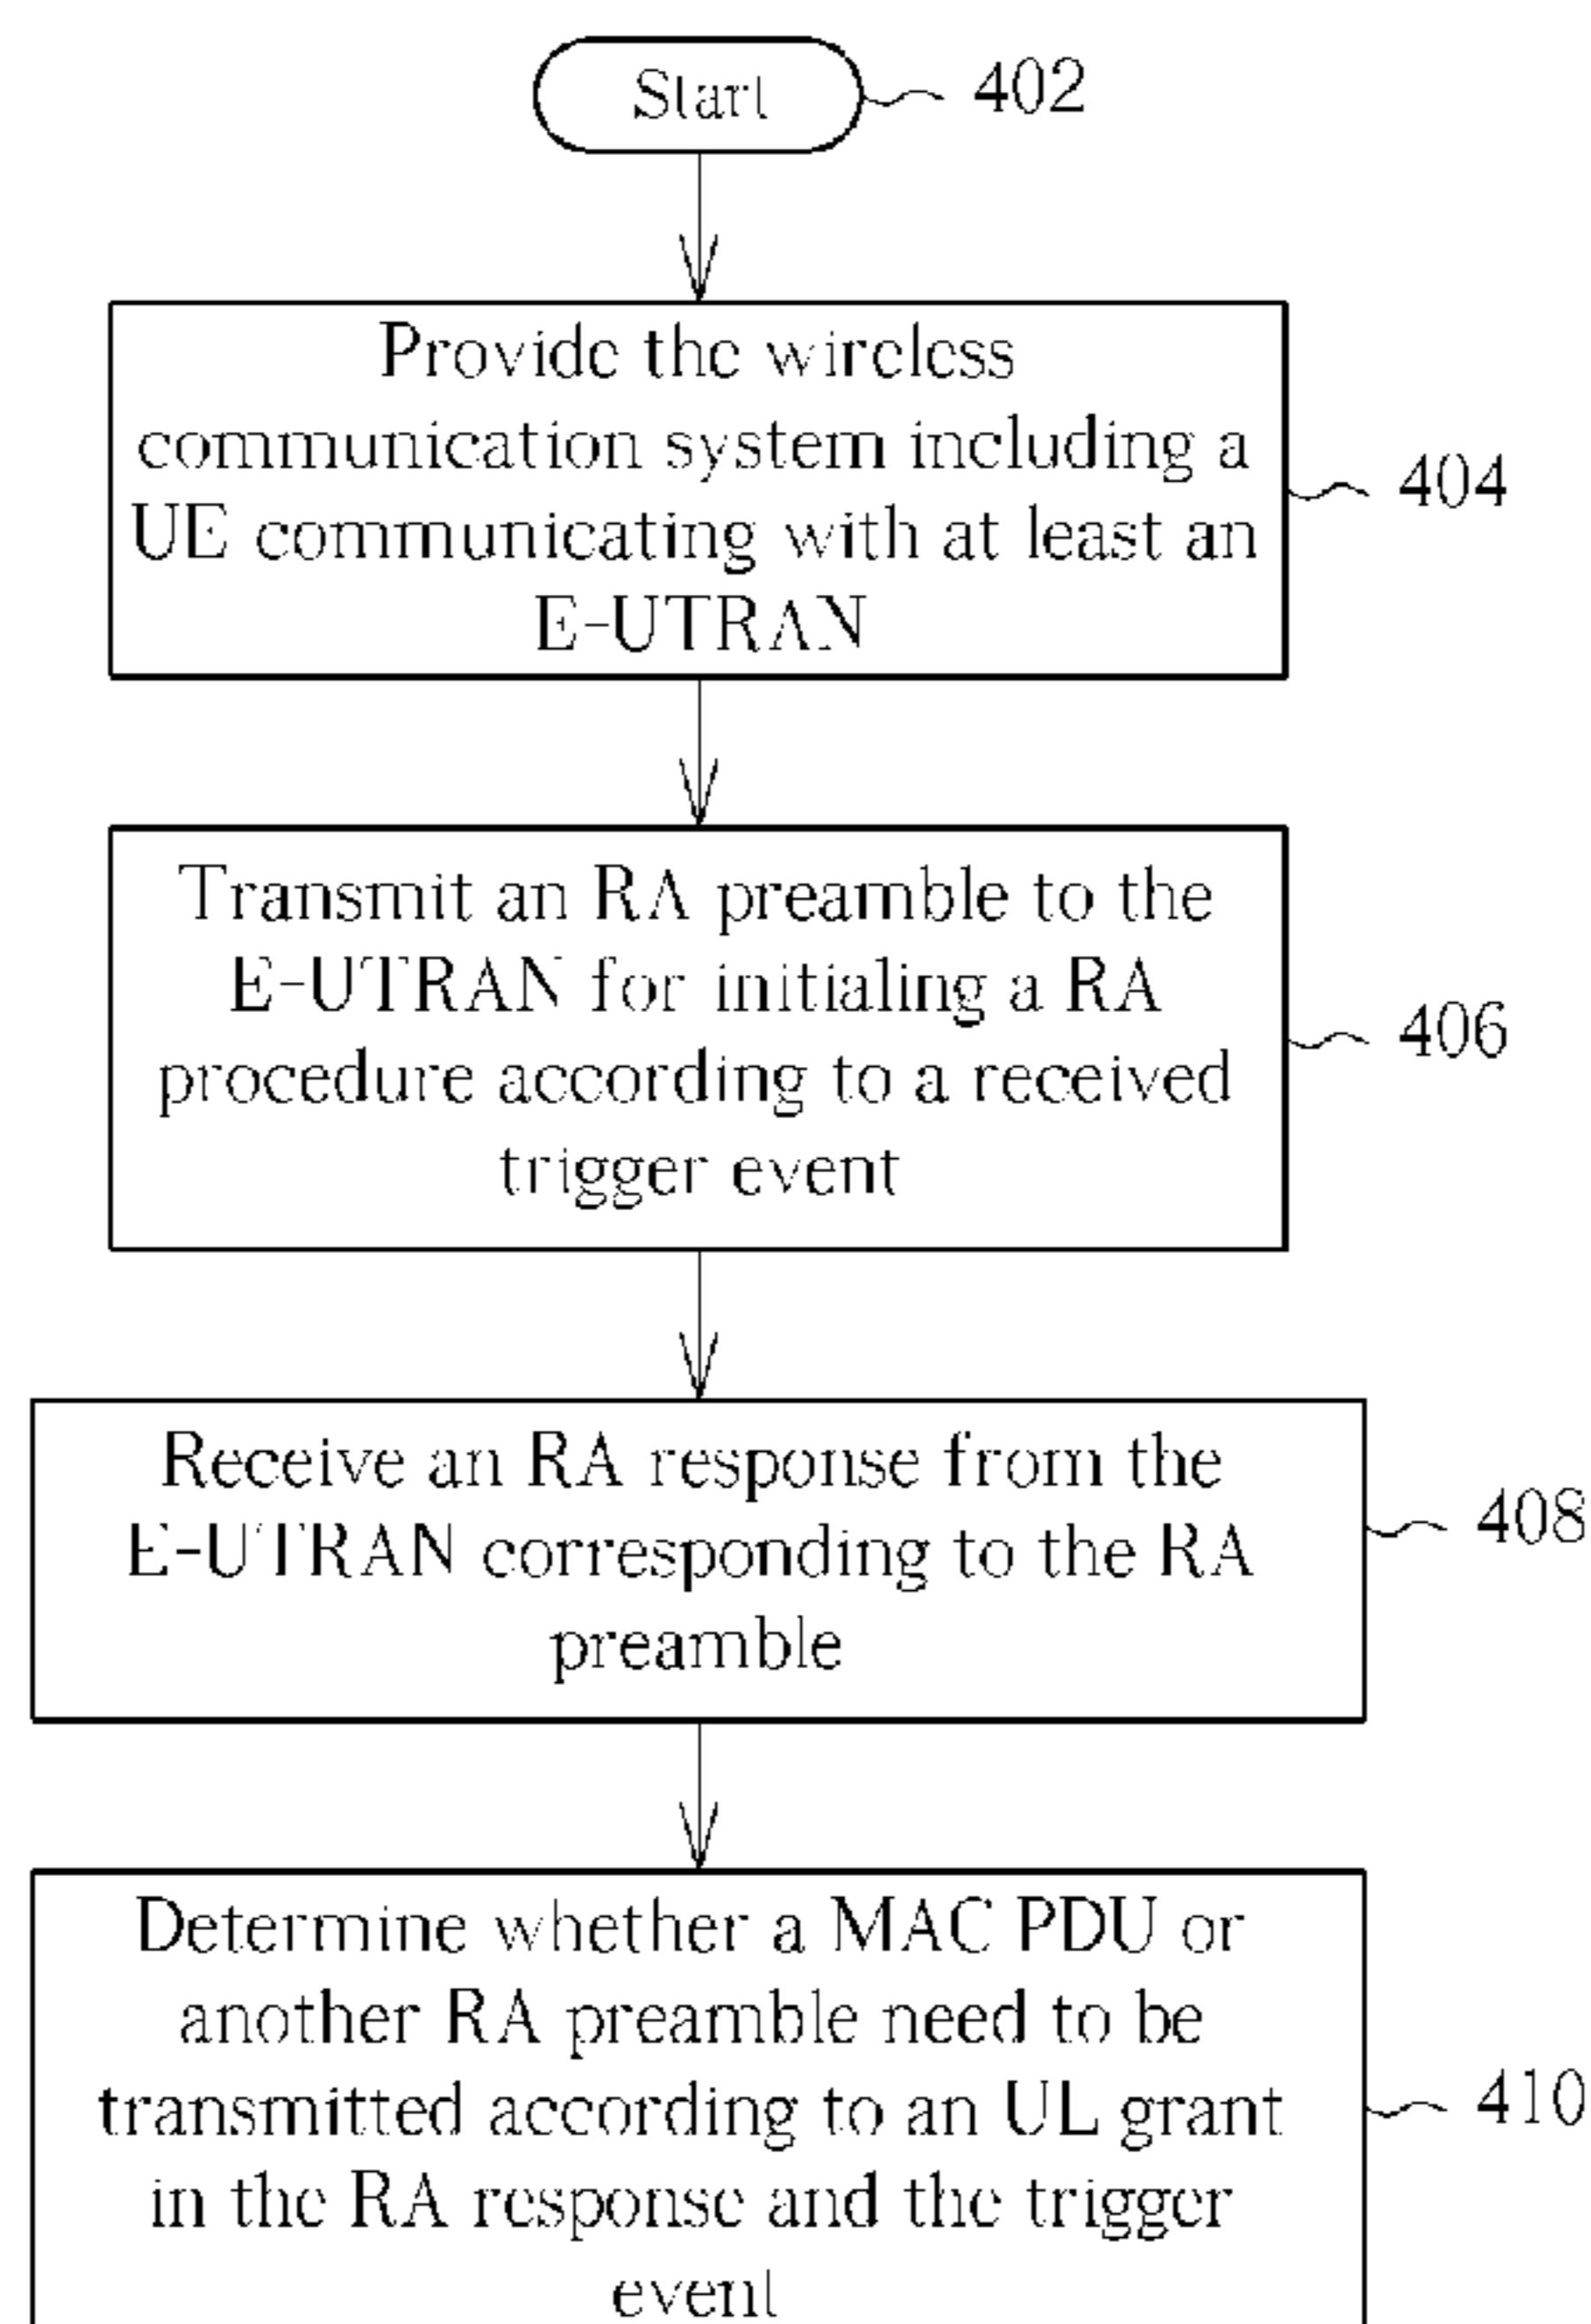 Start 402
Provide the wireless
communication system including a
UE communicating with at least an
E-UTRAN
404
Transmit an RA preamble to the
E-UTRAN for initialing a RA
procedure according to a received
trigger event
406
Receive an RA response from the
E-UTRAN corresponding to the RA
preamble
408
Determine whether a MAC PDU or
another RA preamble need to be
transmitted according to an UL grant
in the RA response and the trigger
event
410